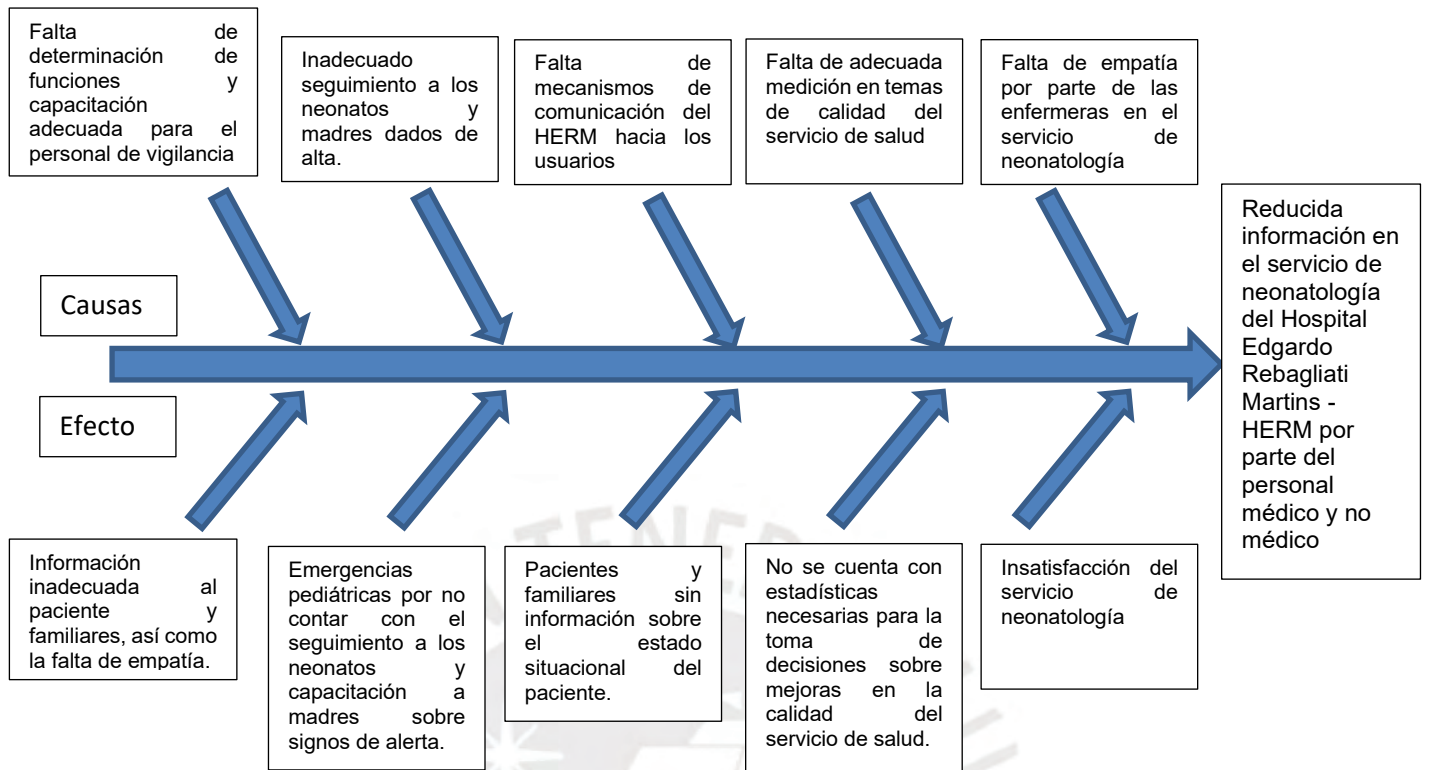 Falta de
determinación de
funciones y
capacitación
adecuada para el
personal de vigilancia
Inadecuado
seguimiento a los
neonatos y
madres dados de
alta.
Falta de
mecanismos de
comunicación del
HERM hacia los
usuarios
Falta de adecuada
medición en temas
de calidad del
servicio de salud
Falta de empatía
por parte de las
enfermeras en el
servicio de
neonatología
Causas
Efecto
Reducida
información en
el servicio de
neonatología
del Hospital
Edgardo
Rebagliati
Martins -
HERM por
parte del
personal
médico y no
médico
Información
inadecuada al
paciente y
familiares, así como
la falta de empatía.
Emergencias
pediátricas por no
contar con el
seguimiento a los
neonatos y
capacitación a
madres sobre
signos de alerta.
Pacientes y
familiares sin
información sobre
el estado
situacional del
paciente.
No se cuenta con
estadísticas
necesarias para la
toma de
decisiones sobre
mejoras en la
calidad del
servicio de salud.
Insatisfacción del
servicio de
neonatología